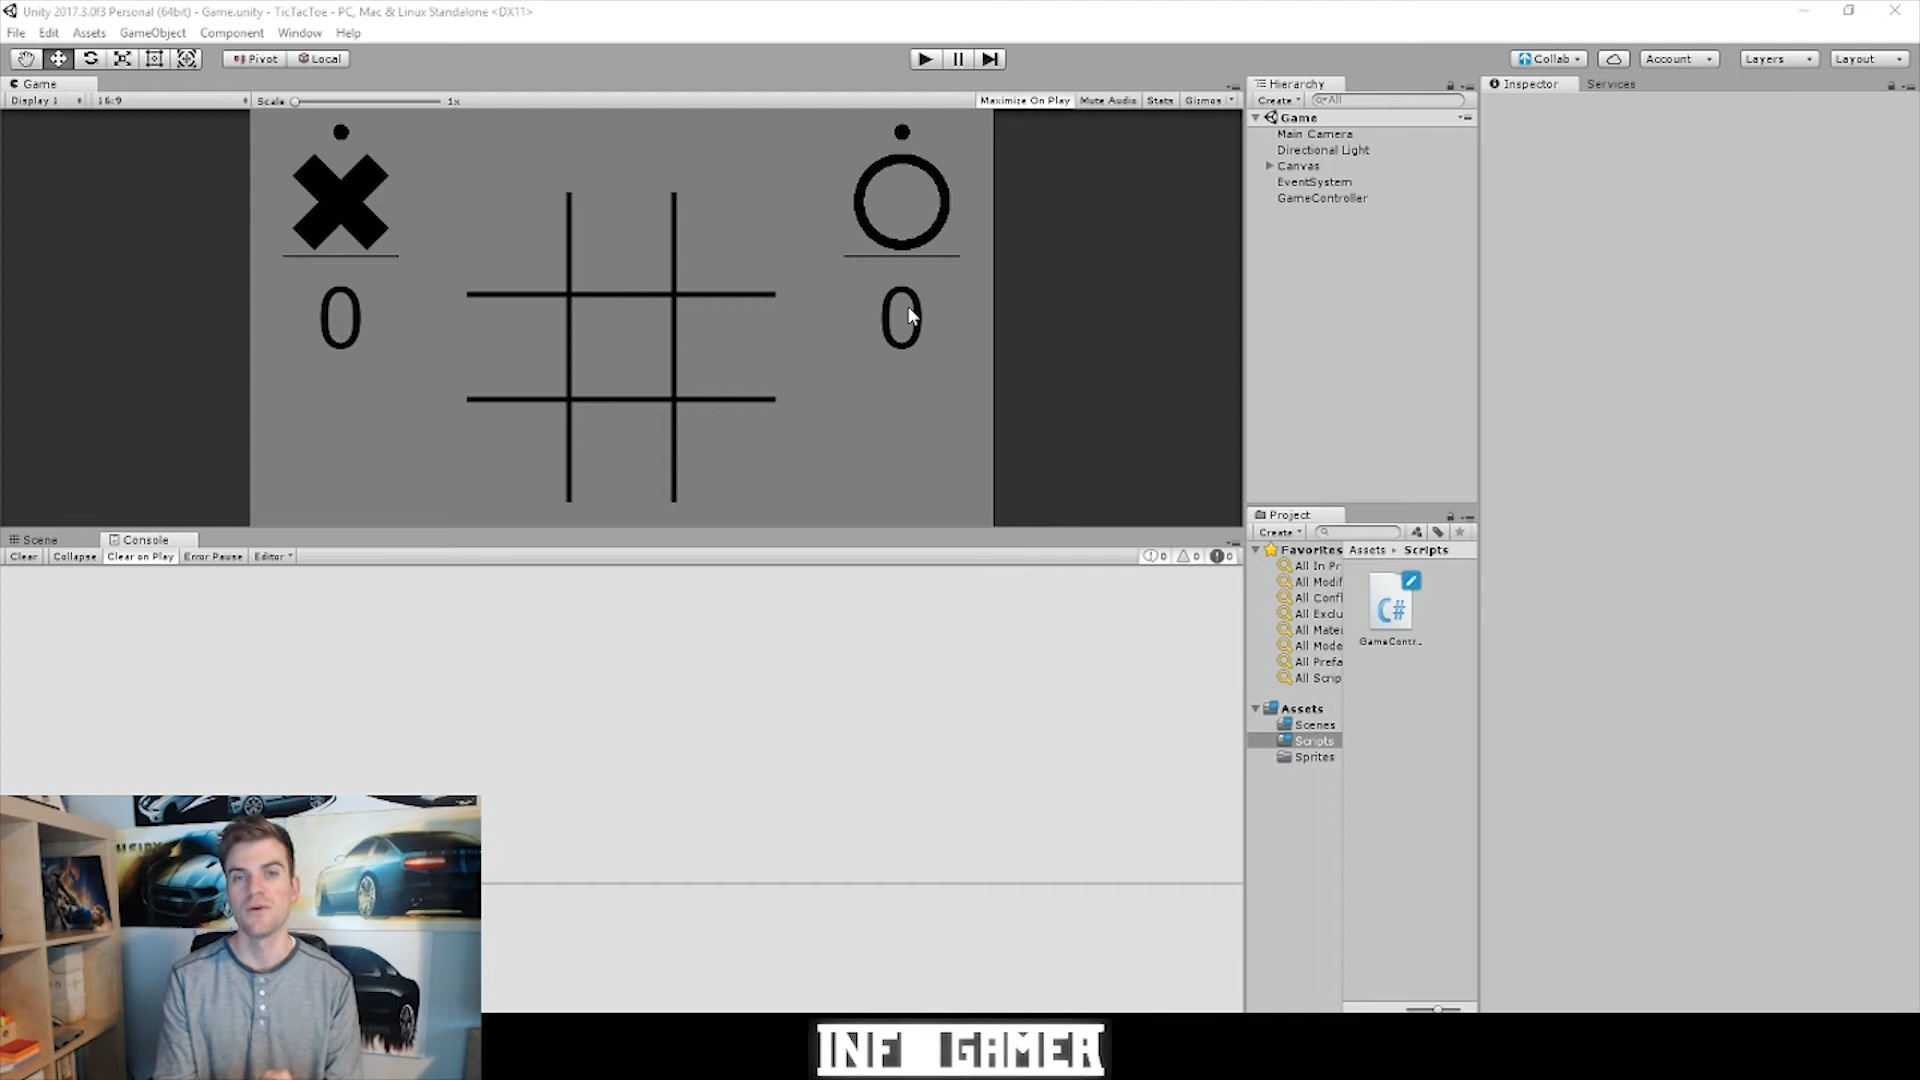 Unity 2017.3.0f3 Personal (64bit) - Game.unity - TicTacToe - PC, Mac & Linux Standalone <DX11>
File Edit Assets GameObject Component Window Help
Pivot Local Collab Account Layers Layout
Game
Display 1 16:9 Scale 1x Maximize On Play Mute Audio Stats Gizmos
0 0
Scene Console
Clear Collapse Clear on Play Error Pause Editor 0 0 0
Hierarchy
Create All
Game
Main Camera
Directional Light
Canvas
EventSystem
GameController
Project
Create
Favorites
All In Pr
All Modif
All Confl
All Exclu
All Mater
All Mode
All Prefa
All Scrip
Assets
Scenes
Scripts
Sprites
Assets Scripts
C#
GameContr...
Inspector Services
INF GAMER